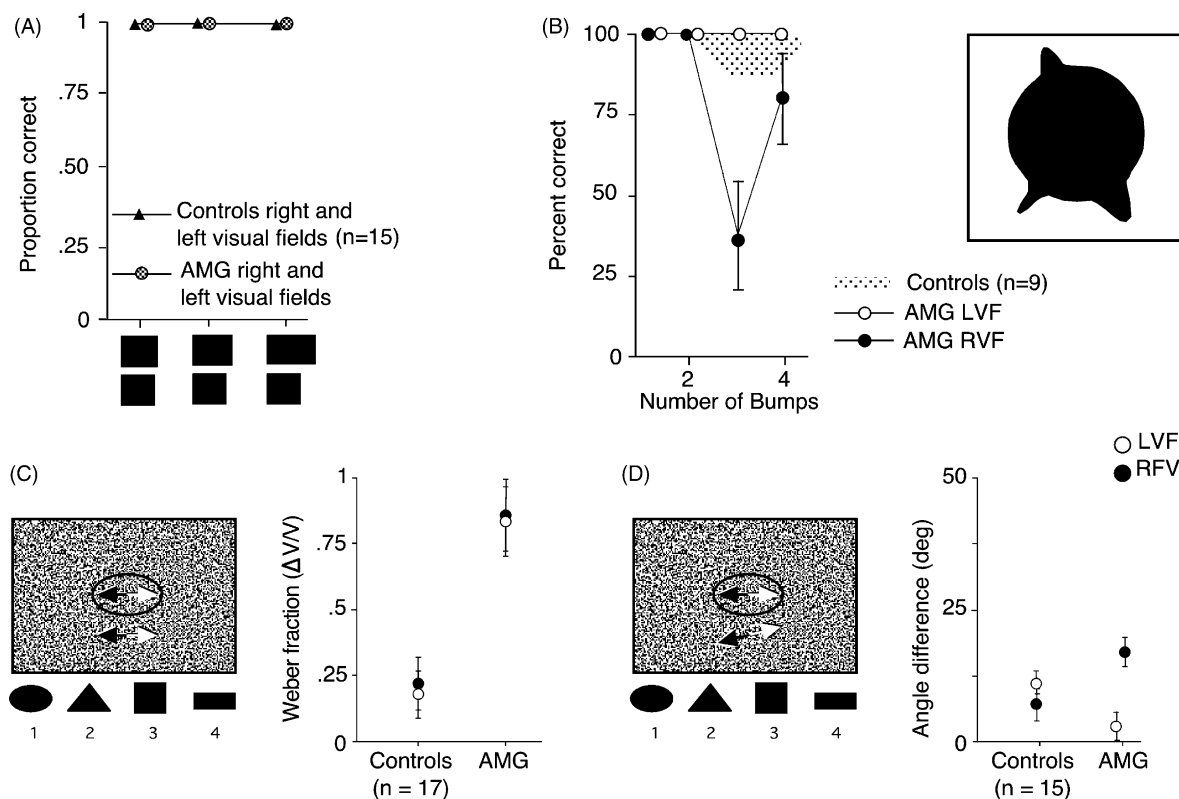 (A)
1
.75
.50
.25
0
Proportion correct
Controls right and
left visual fields (n=15)
AMG right and
left visual fields
(B)
100
75
50
25
0
Percent correct
2 4
Number of Bumps
Controls (n=9)
AMG LVF
AMG RVF
(C)
1 2 3 4
1
.75
.5
.25
0
Weber fraction (ΔV/V)
Controls AMG
(n = 17)
(D)
1 2 3 4
LVF
RFV
50
25
0
Angle difference (deg)
Controls AMG
(n = 15)